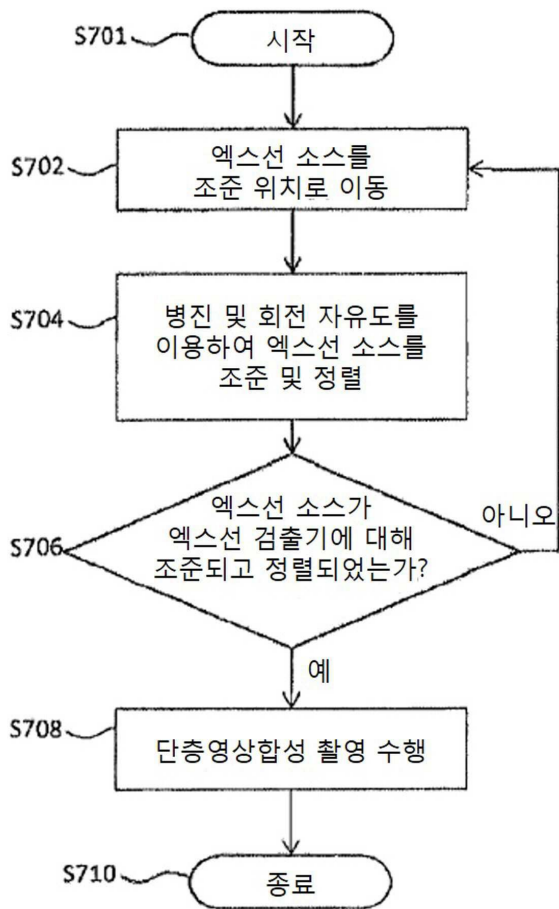 S701
시작
S702
엑스선 소스를
조준 위치로 이동
S704
병진 및 회전 자유도를
이용하여 엑스선 소스를
조준 및 정렬
S706
엑스선 소스가
엑스선 검출기에 대해
조준되고 정렬되었는가?
아니오
예
S708
단층영상합성 촬영 수행
S710
종료